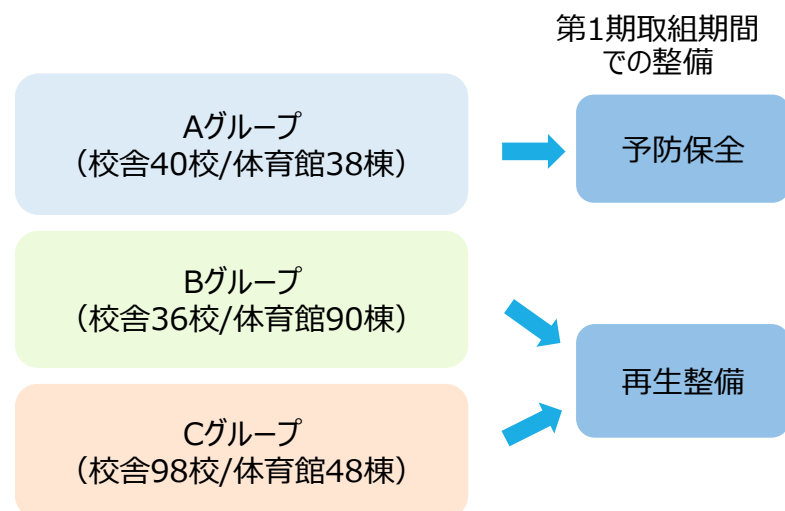 第1期取組期間
での整備
Aグループ
（校舎40校/体育館38棟）
予防保全
Bグループ
（校舎36校/体育館90棟）
再生整備
Cグループ
（校舎98校/体育館48棟）